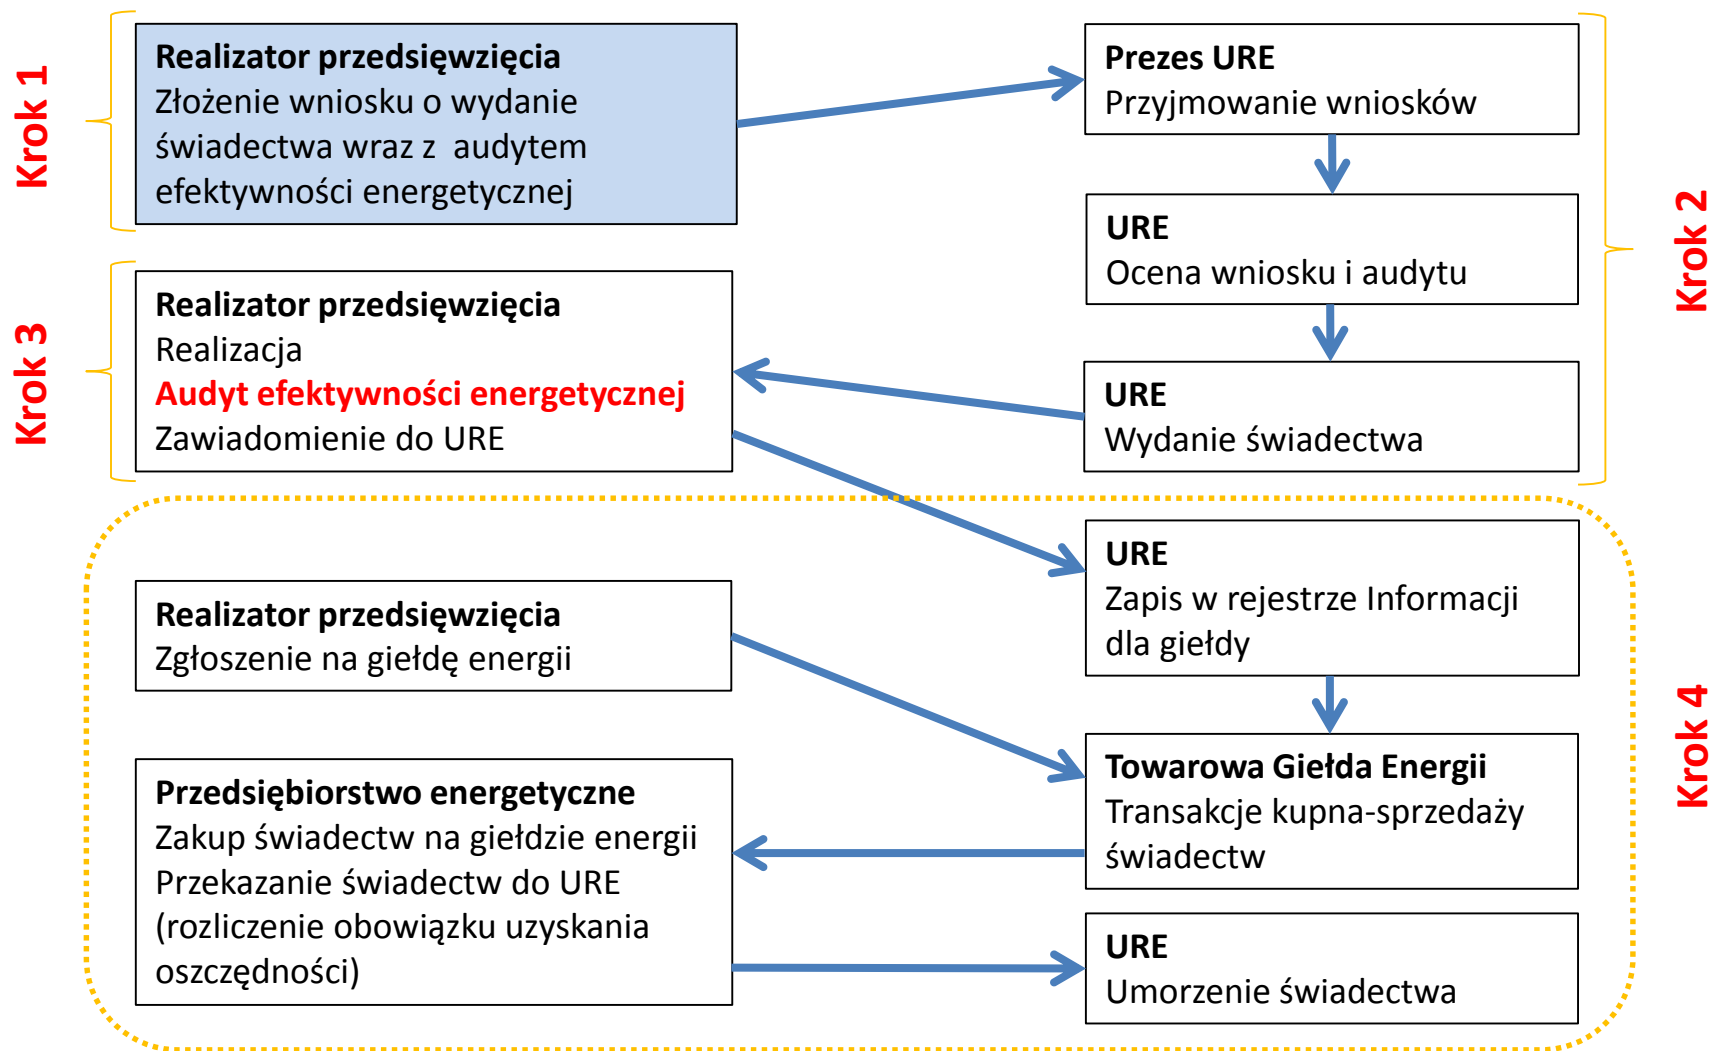 Krok 1
Realizator przedsięwzięcia
Złożenie wniosku o wydanie
świadectwa wraz z audytem
efektywności energetycznej
Prezes URE
Przyjmowanie wniosków
URE
Ocena wniosku i audytu
URE
Wydanie świadectwa
Krok 2
Krok 3
Realizator przedsięwzięcia
Realizacja
Audyt efektywności energetycznej
Zawiadomienie do URE
URE
Zapis w rejestrze Informacji
dla giełdy
Realizator przedsięwzięcia
Zgłoszenie na giełdę energii
Towarowa Giełda Energii
Transakcje kupna-sprzedaży
świadectw
Krok 4
Przedsiębiorstwo energetyczne
Zakup świadectw na giełdzie energii
Przekazanie świadectw do URE
(rozliczenie obowiązku uzyskania
oszczędności)
URE
Umorzenie świadectwa